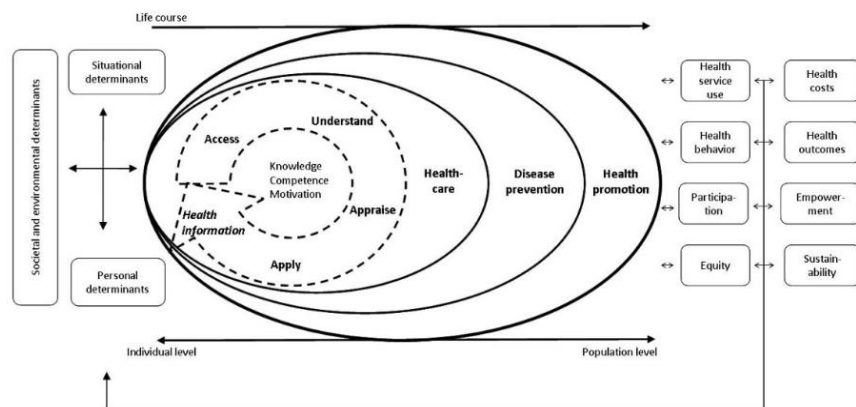 Life course
Societal and environmental determinants
Situational
determinants
Personal
determinants
Access
Understand
Knowledge
Competence
Motivation
Health
information
Appraise
Apply
Health-
care
Disease
prevention
Health
promotion
Individual level
Population level
Health
service
use
Health
costs
Health
behavior
Health
outcomes
Participa-
tion
Empower-
ment
Equity
Sustain-
ability